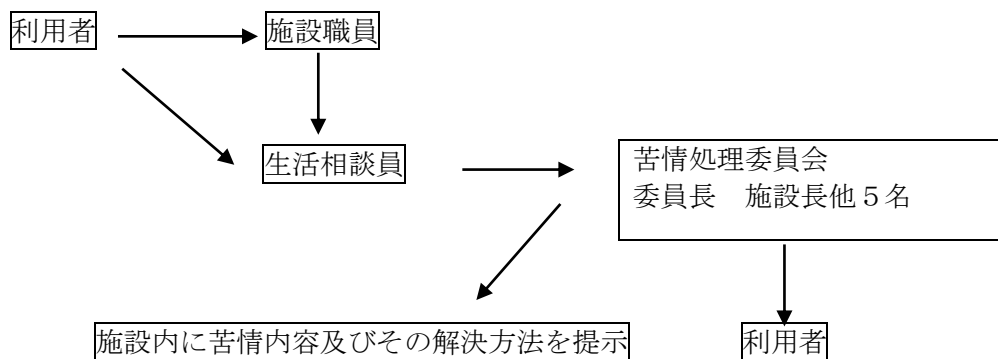 利用者
施設職員
生活相談員
苦情処理委員会
委員長　施設長他５名
施設内に苦情内容及びその解決方法を提示
利用者